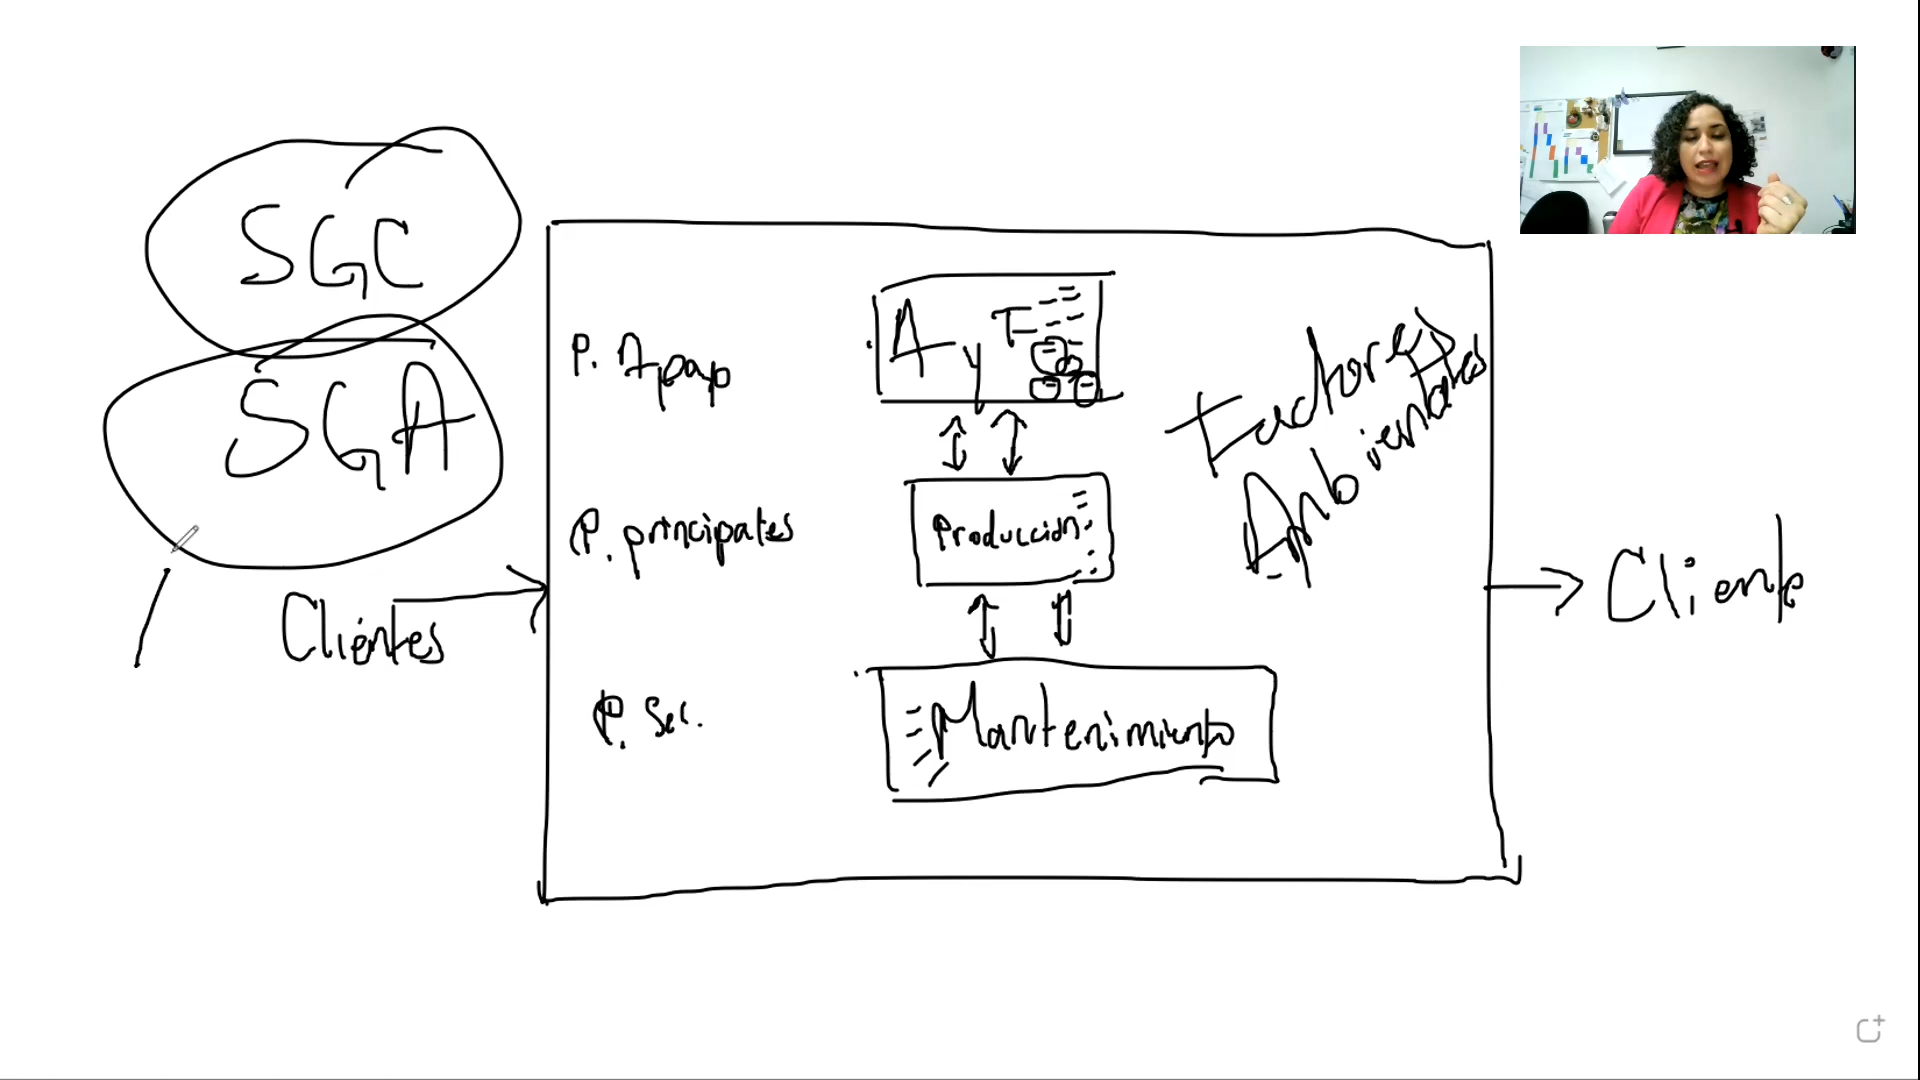 SGC
SGA
Clientes
P. Apoyo
A y T
P. principales
Producción
P. Sec.
Mantenimiento
Factores
Ambientales
Cliente